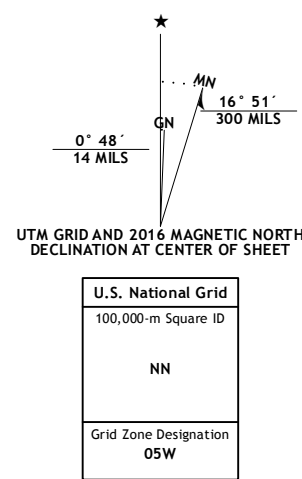 ★
MN
GN
16° 51´
300 MILS
0° 48´
14 MILS
UTM GRID AND 2016 MAGNETIC NORTH
DECLINATION AT CENTER OF SHEET
U.S. National Grid
100,000-m Square ID
NN
Grid Zone Designation
05W